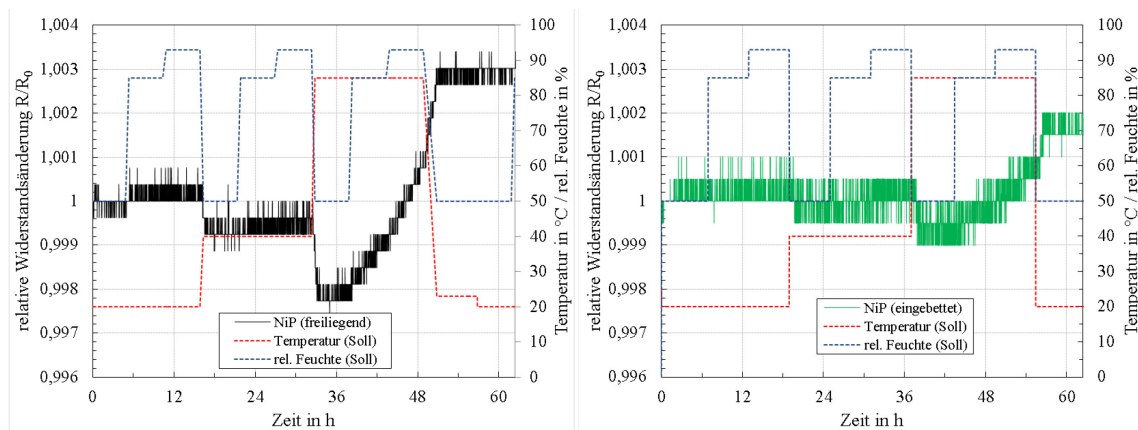 relative Widerstandsänderung R/R0
1,004
1,003
1,002
1,001
1
0,999
0,998
0,997
0,996
100
90
80
70
60
50
40
30
20
10
0
Temperatur in °C / rel. Feuchte in %
NiP (freiliegend)
Temperatur (Soll)
rel. Feuchte (Soll)
0 12 24 36 48 60
Zeit in h
relative Widerstandsänderung R/R0
1,004
1,003
1,002
1,001
1
0,999
0,998
0,997
0,996
100
90
80
70
60
50
40
30
20
10
0
Temperatur in °C / rel. Feuchte in %
NiP (eingebettet)
Temperatur (Soll)
rel. Feuchte (Soll)
0 12 24 36 48 60
Zeit in h